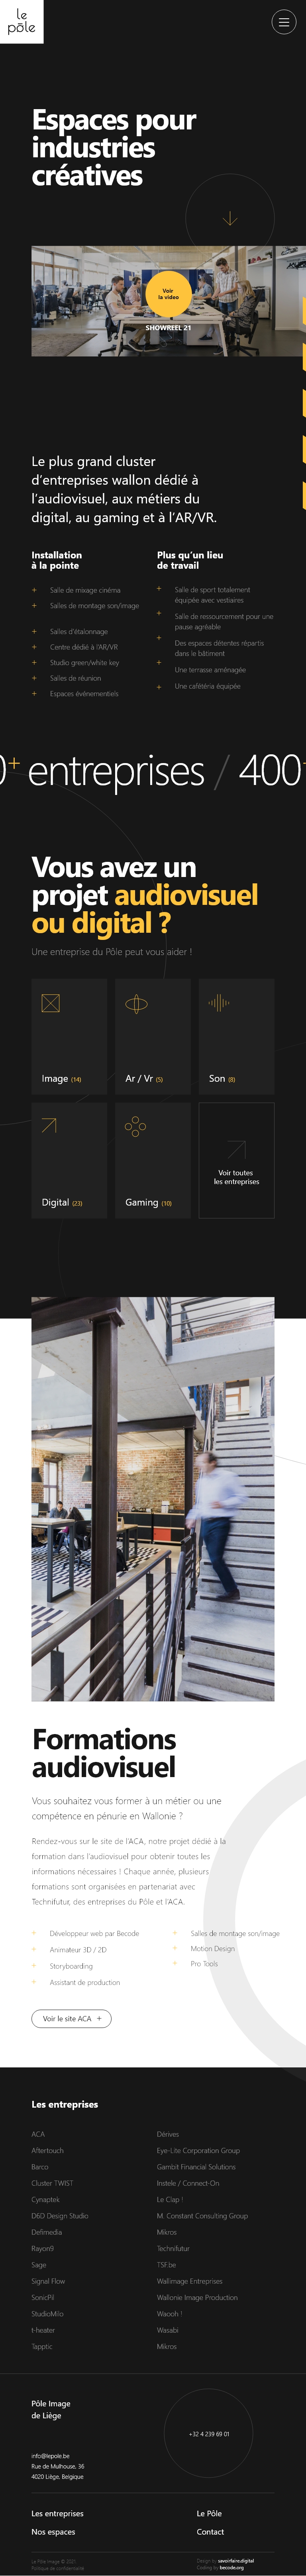 le
pôle
Espaces pour
industries
créatives
Voir
la video
SHOWREEL 21
Le plus grand cluster
d'entreprises wallon dédié à
l'audiovisuel, aux métiers du
digital, au gaming et à l'AR/VR.
Installation
à la pointe
+ Salle de mixage cinéma
+ Salles de montage son/image
+ Salles d'étalonnage
+ Centre dédié à l'AR/VR
+ Studio green/white key
+ Salles de réunion
+ Espaces événementiels
Plus qu'un lieu
de travail
+ Salle de sport totalement
équipée avec vestiaires
+ Salle de ressourcement pour une
pause agréable
+ Des espaces détentes répartis
dans le bâtiment
+ Une terrasse aménagée
+ Une cafétéria équipée
0+ entreprises / 400+
Vous avez un
projet audiovisuel
ou digital ?
Une entreprise du Pôle peut vous aider !
Image (14)
Ar / Vr (5)
Son (8)
Digital (23)
Gaming (10)
Voir toutes
les entreprises
Formations
audiovisuel
Vous souhaitez vous former à un métier ou une
compétence en pénurie en Wallonie ?
Rendez-vous sur le site de l'ACA, notre projet dédié à la
formation dans l'audiovisuel pour obtenir toutes les
informations nécessaires ! Chaque année, plusieurs
formations sont organisées en partenariat avec
Technifutur, des entreprises du Pôle et l'ACA.
+ Développeur web par Becode
+ Animateur 3D / 2D
+ Storyboarding
+ Assistant de production
+ Salles de montage son/image
+ Motion Design
+ Pro Tools
Voir le site ACA +
Les entreprises
ACA
Aftertouch
Barco
Cluster TWIST
Cynaptek
D6D Design Studio
Defimedia
Rayon9
Sage
Signal Flow
SonicPil
StudioMilo
t-heater
Tapptic
Dérives
Eye-Lite Corporation Group
Gambit Financial Solutions
Instele / Connect-On
Le Clap !
M. Constant Consulting Group
Mikros
Technifutur
TSF.be
Wallimage Entreprises
Wallonie Image Production
Waooh !
Wasabi
Mikros
Pôle Image
de Liège
+32 4 239 69 01
info@lepole.be
Rue de Mulhouse, 36
4020 Liège, Belgique
Les entreprises
Nos espaces
Le Pôle
Contact
Le Pôle Image © 2021
Politique de confidentialité
Design by savoirfaire.digital
Coding by becode.org